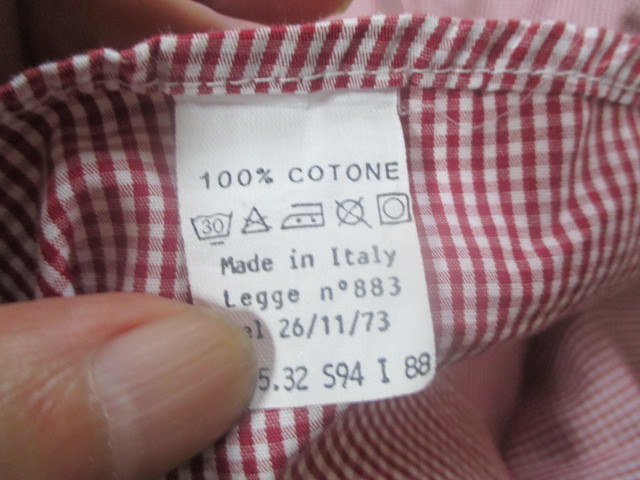 100% COTONE
30
Made in Italy
Legge n°883
26/11/73
5.32 S94 I 88